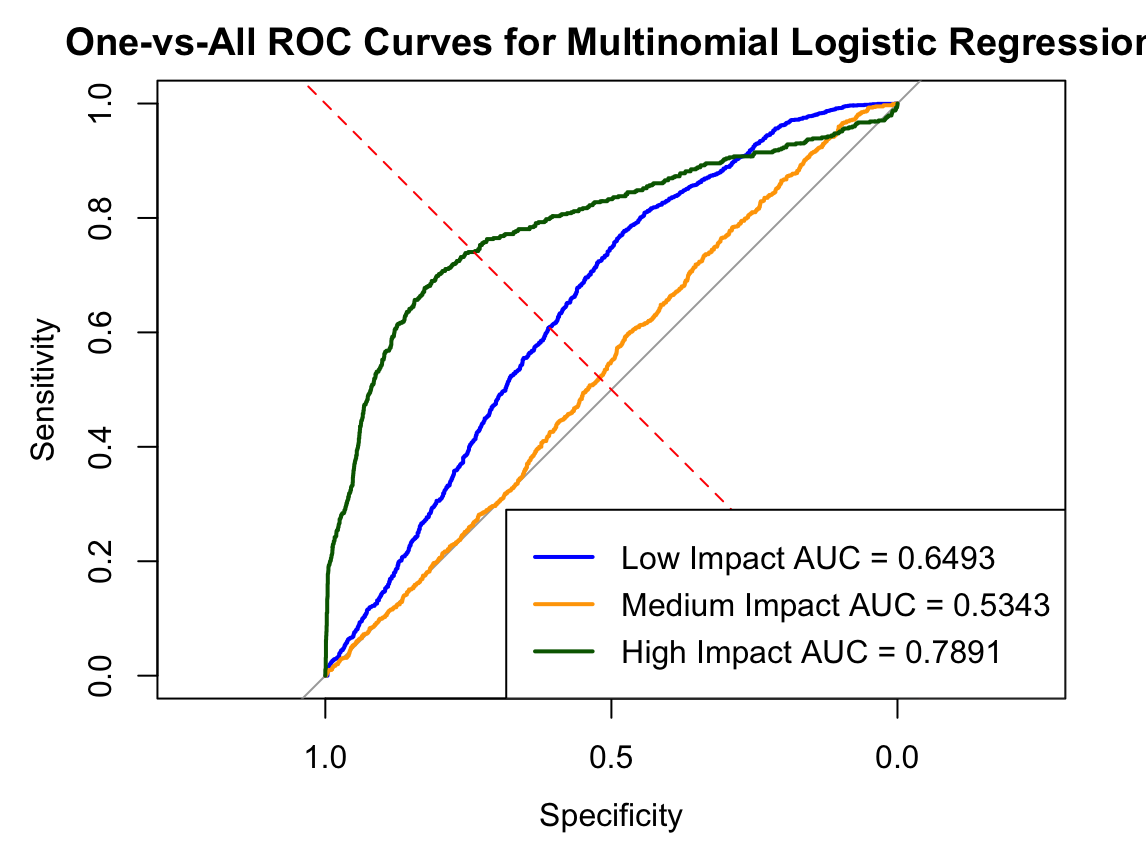 One-vs-All ROC Curves for Multinomial Logistic Regression
1.0
0.8
0.6
0.4
0.2
0.0
Sensitivity
Low Impact AUC = 0.6493
Medium Impact AUC = 0.5343
High Impact AUC = 0.7891
1.0 0.5 0.0
Specificity